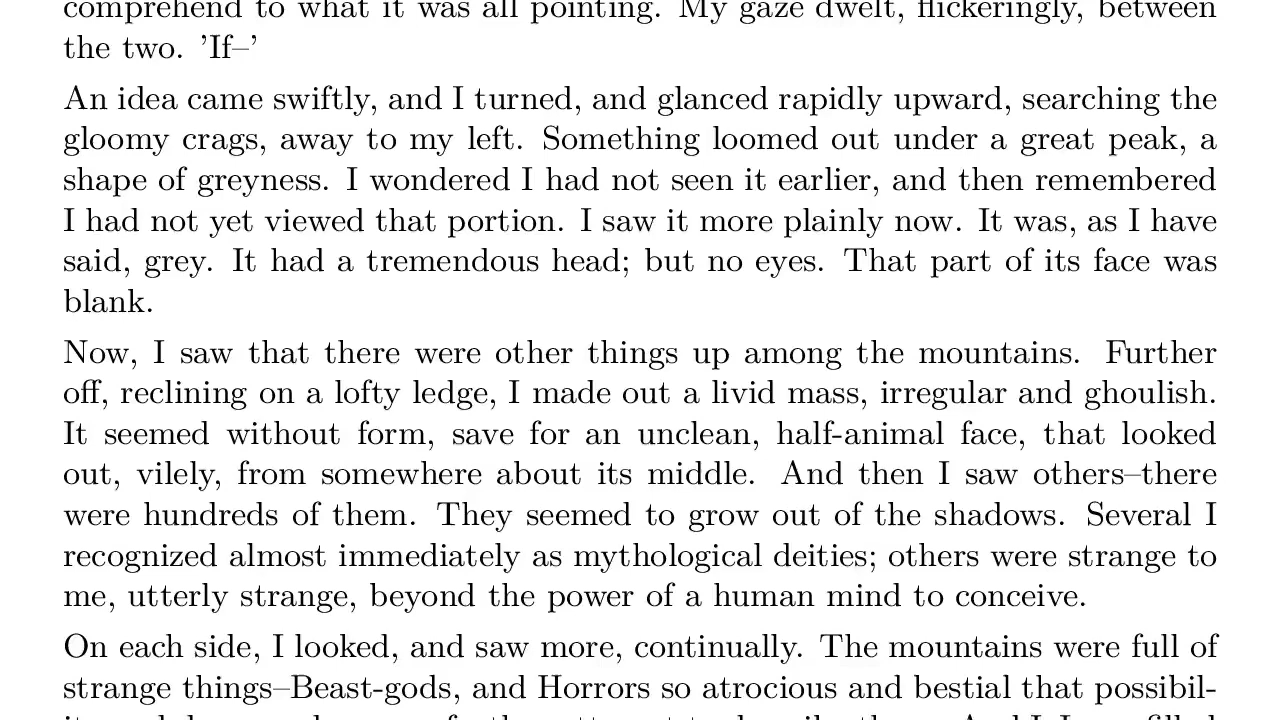 comprehend to what it was all pointing. My gaze dwelt, flickeringly, between
the two. ’If–’
An idea came swiftly, and I turned, and glanced rapidly upward, searching the
gloomy crags, away to my left. Something loomed out under a great peak, a
shape of greyness. I wondered I had not seen it earlier, and then remembered
I had not yet viewed that portion. I saw it more plainly now. It was, as I have
said, grey. It had a tremendous head; but no eyes. That part of its face was
blank.
Now, I saw that there were other things up among the mountains. Further
off, reclining on a lofty ledge, I made out a livid mass, irregular and ghoulish.
It seemed without form, save for an unclean, half-animal face, that looked
out, vilely, from somewhere about its middle. And then I saw others–there
were hundreds of them. They seemed to grow out of the shadows. Several I
recognized almost immediately as mythological deities; others were strange to
me, utterly strange, beyond the power of a human mind to conceive.
On each side, I looked, and saw more, continually. The mountains were full of
strange things–Beast-gods, and Horrors so atrocious and bestial that possibil-